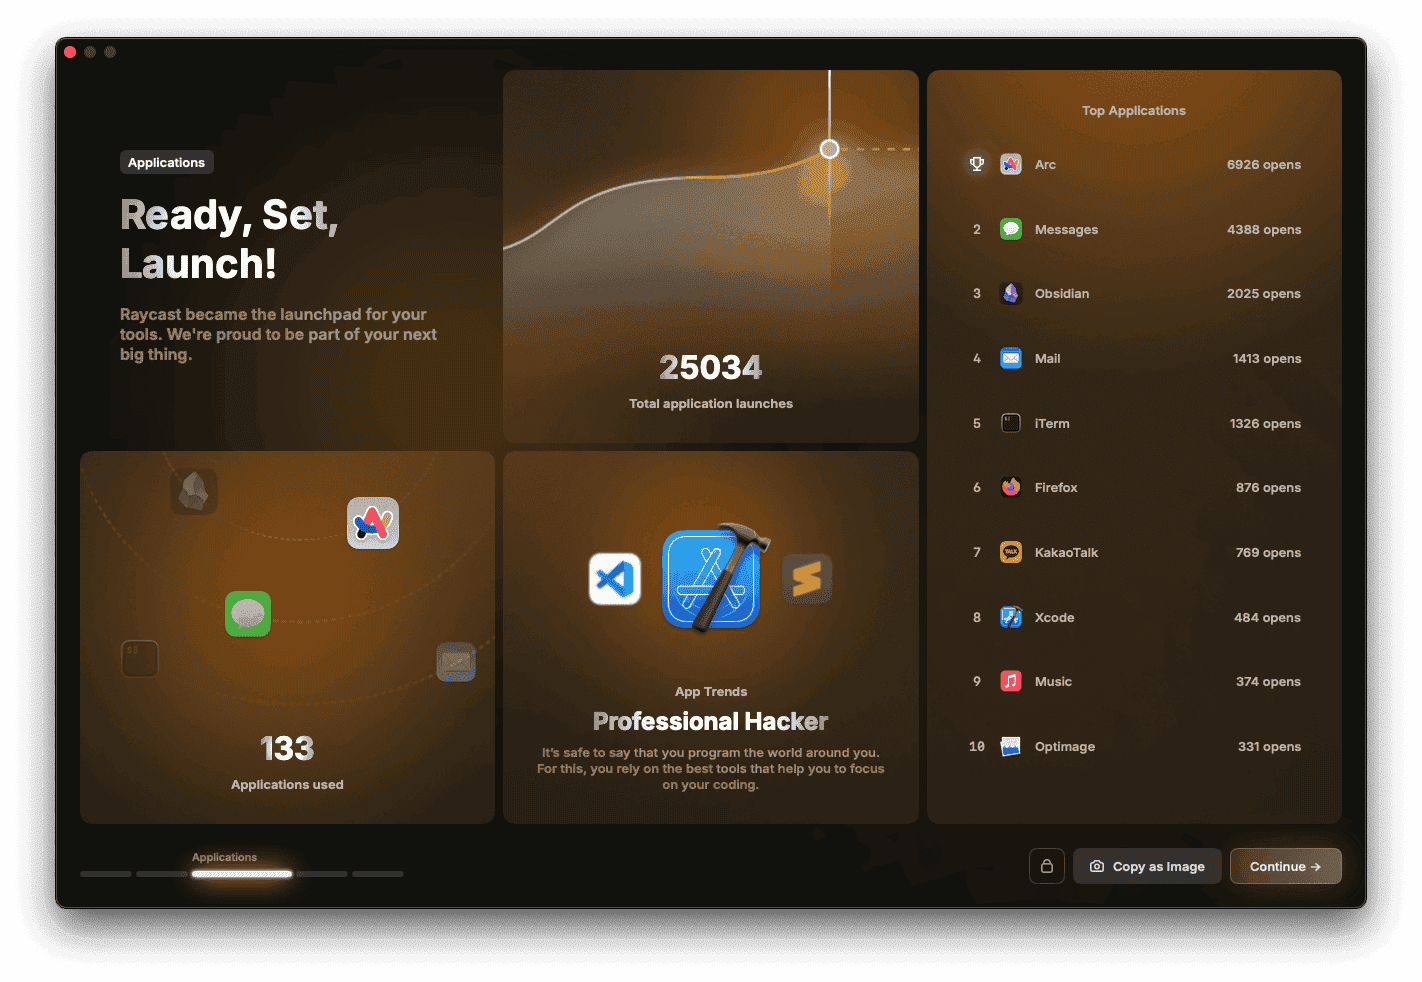 Applications
Ready, Set,
Launch!
Raycast became the launchpad for your
tools. We're proud to be part of your next
big thing.
25034
Total application launches
133
Applications used
App Trends
Professional Hacker
It's safe to say that you program the world around you.
For this, you rely on the best tools that help you to focus
on your coding.
Top Applications
Arc 6926 opens
2 Messages 4388 opens
3 Obsidian 2025 opens
4 Mail 1413 opens
5 iTerm 1326 opens
6 Firefox 876 opens
7 TALK KakaoTalk 769 opens
8 Xcode 484 opens
9 Music 374 opens
10 Optimage 331 opens
Applications
Copy as Image
Continue →